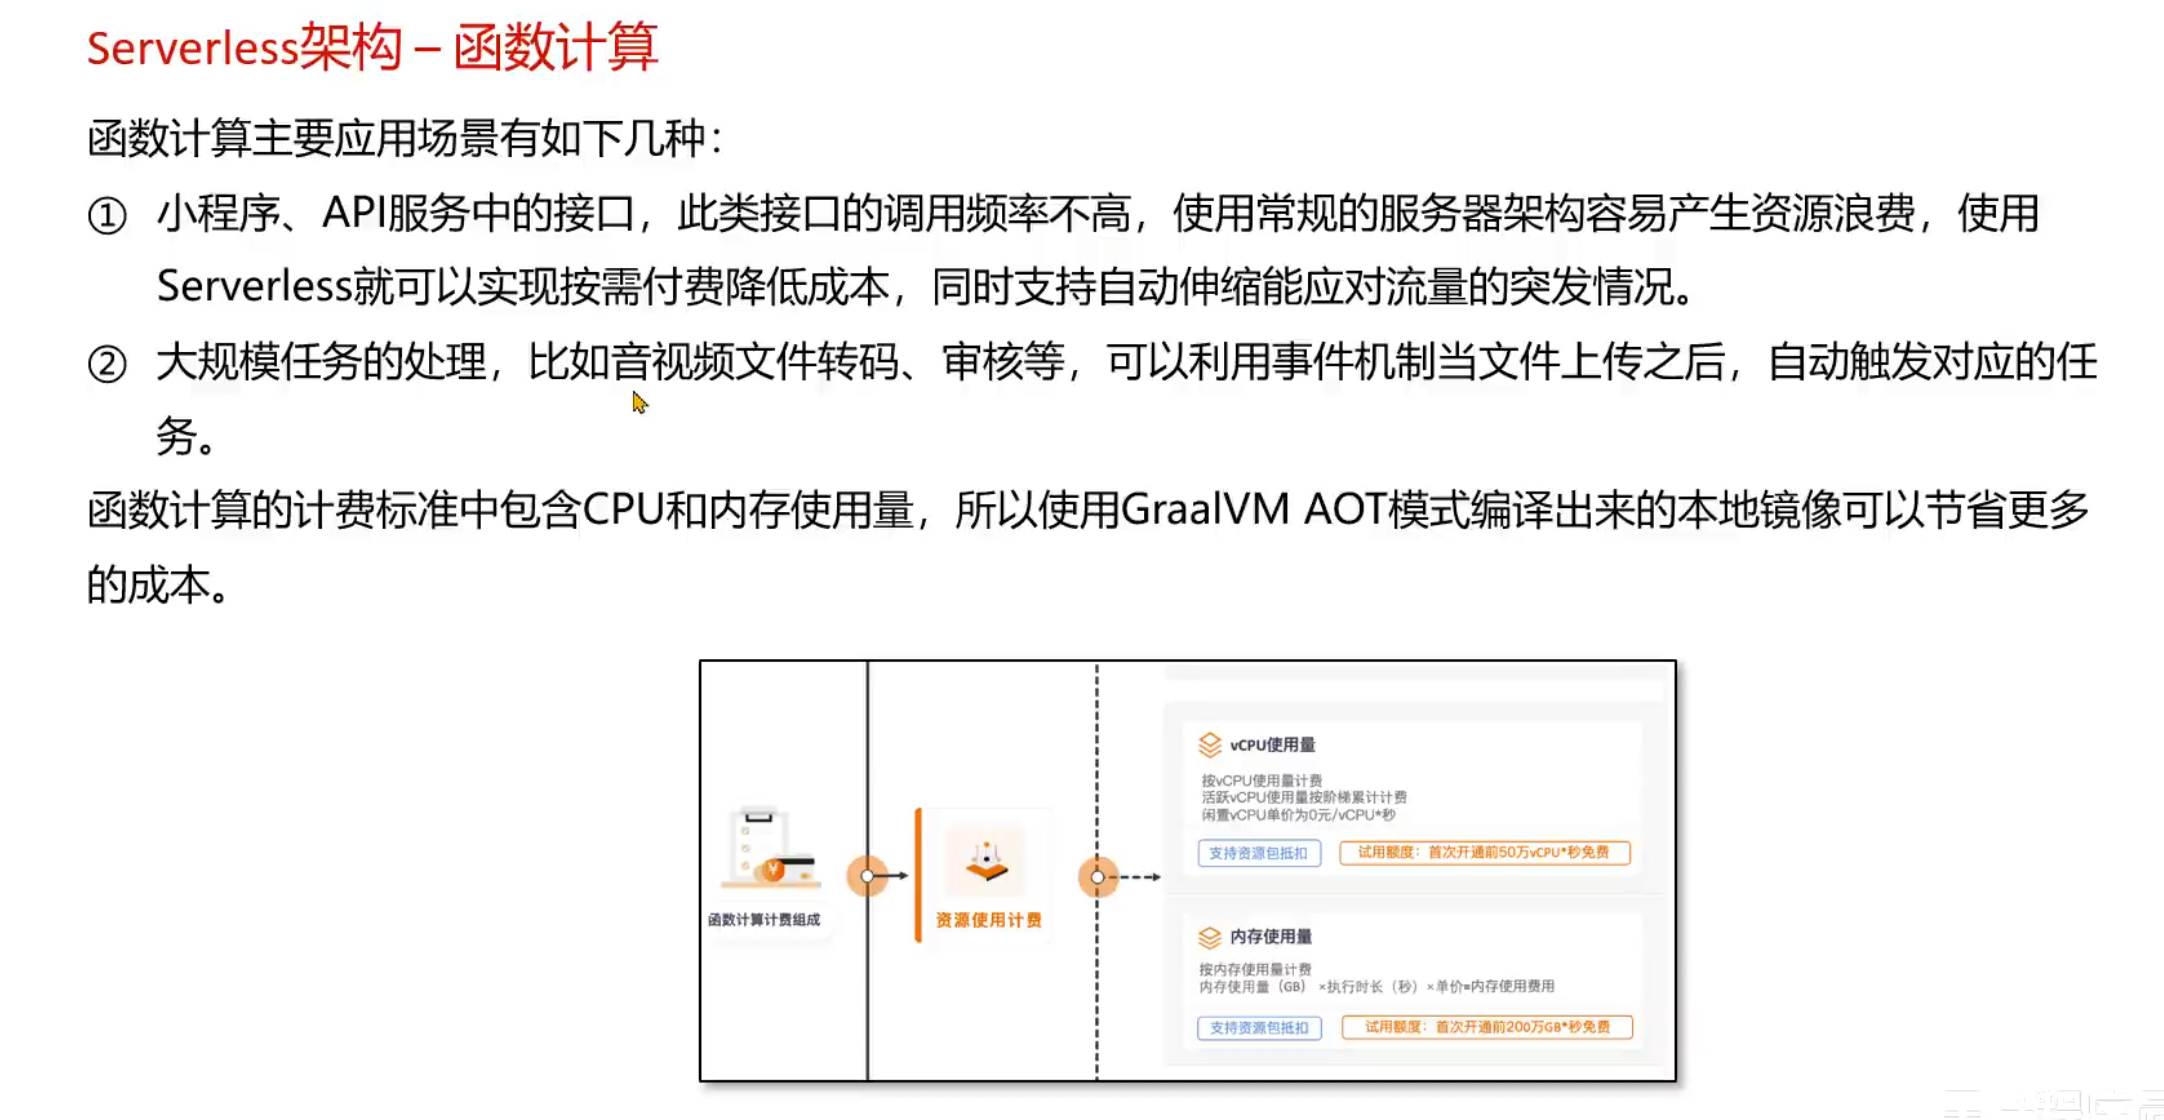 Serverless架构 – 函数计算
函数计算主要应用场景有如下几种：
① 小程序、API服务中的接口，此类接口的调用频率不高，使用常规的服务器架构容易产生资源浪费，使用
Serverless就可以实现按需付费降低成本，同时支持自动伸缩能应对流量的突发情况。
② 大规模任务的处理，比如音视频文件转码、审核等，可以利用事件机制当文件上传之后，自动触发对应的任
务。
函数计算的计费标准中包含CPU和内存使用量，所以使用GraalVM AOT模式编译出来的本地镜像可以节省更多
的成本。
函数计算计费组成
资源使用计费
vCPU使用量
按vCPU使用量计费
活跃vCPU使用量按阶梯累计计费
闲置vCPU单价为0元/vCPU*秒
支持资源包抵扣
试用额度：首次开通前50万vCPU*秒免费
内存使用量
按内存使用量计费
内存使用量（GB）×执行时长（秒）×单价=内存使用费用
支持资源包抵扣
试用额度：首次开通前200万GB*秒免费